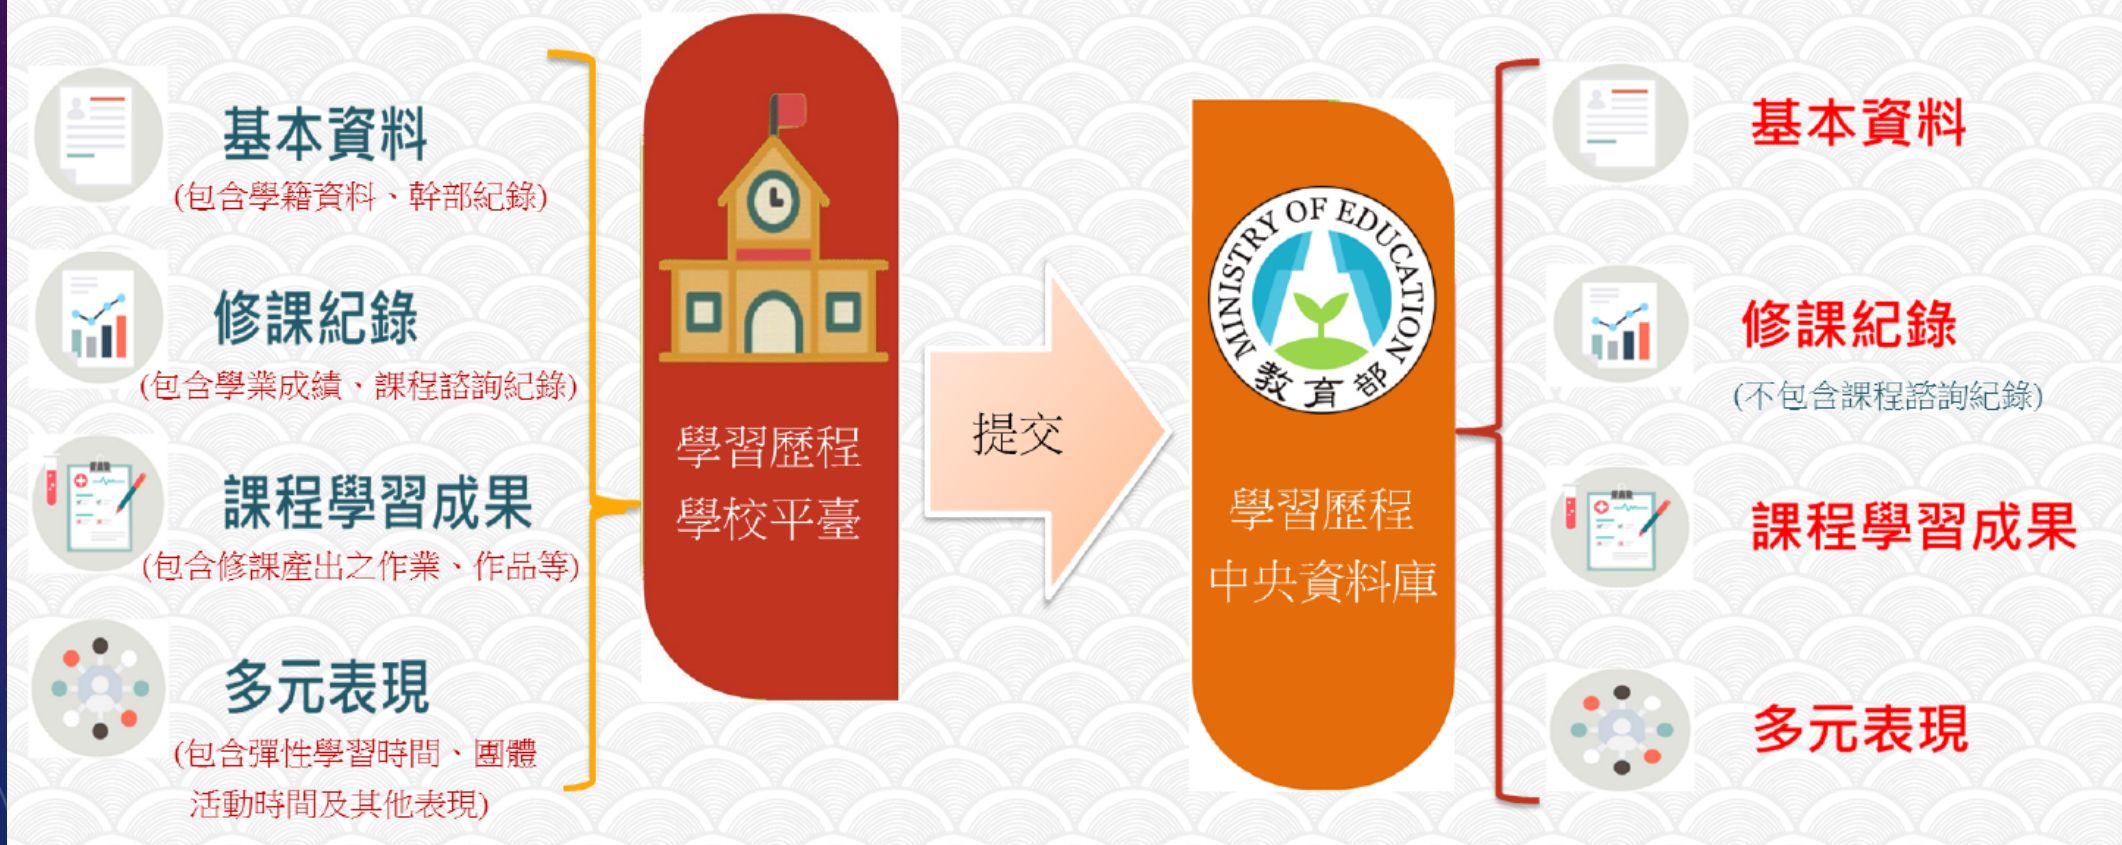 基本資料
(包含學籍資料、幹部紀錄)
修課紀錄
(包含學業成績、課程諮詢紀錄)
課程學習成果
(包含修課產出之作業、作品等)
多元表現
(包含彈性學習時間、團體
活動時間及其他表現)
學習歷程
學校平臺
提交
MINISTRY OF EDUCATION
教育部
學習歷程
中央資料庫
基本資料
修課紀錄
(不包含課程諮詢紀錄)
課程學習成果
多元表現